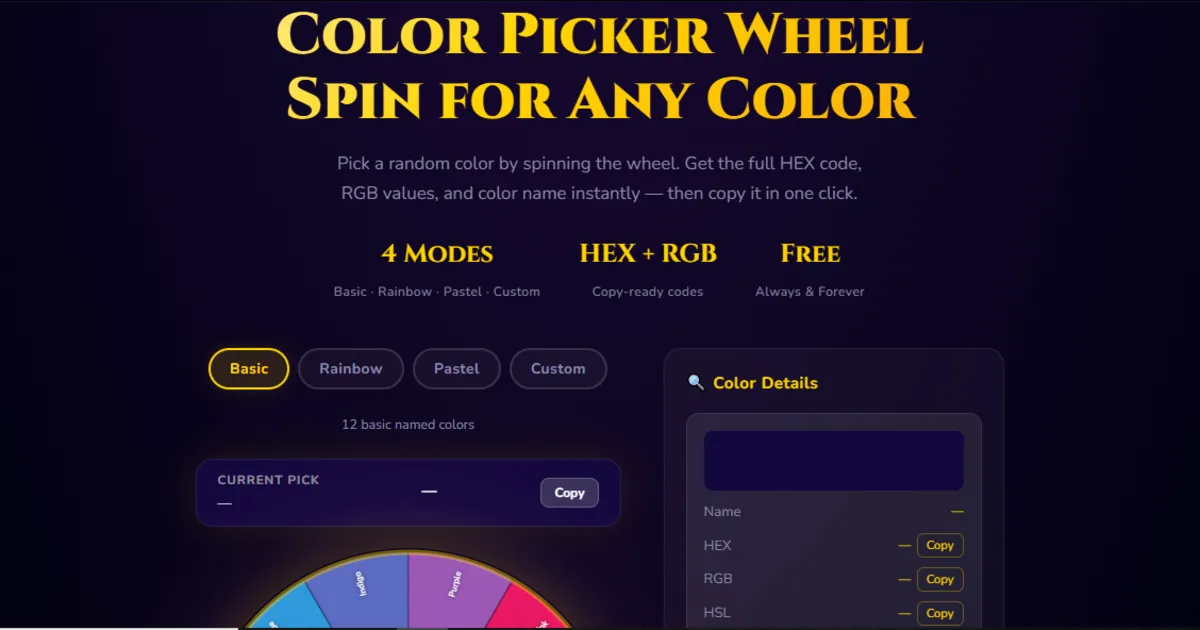 Color Picker Wheel
Spin for Any Color
Pick a random color by spinning the wheel. Get the full HEX code,
RGB values, and color name instantly — then copy it in one click.
4 Modes
Basic · Rainbow · Pastel · Custom
HEX + RGB
Copy-ready codes
Free
Always & Forever
Basic
Rainbow
Pastel
Custom
12 basic named colors
CURRENT PICK
—
—
Copy
Indigo
Purple
Color Details
Name —
HEX — Copy
RGB — Copy
HSL — Copy